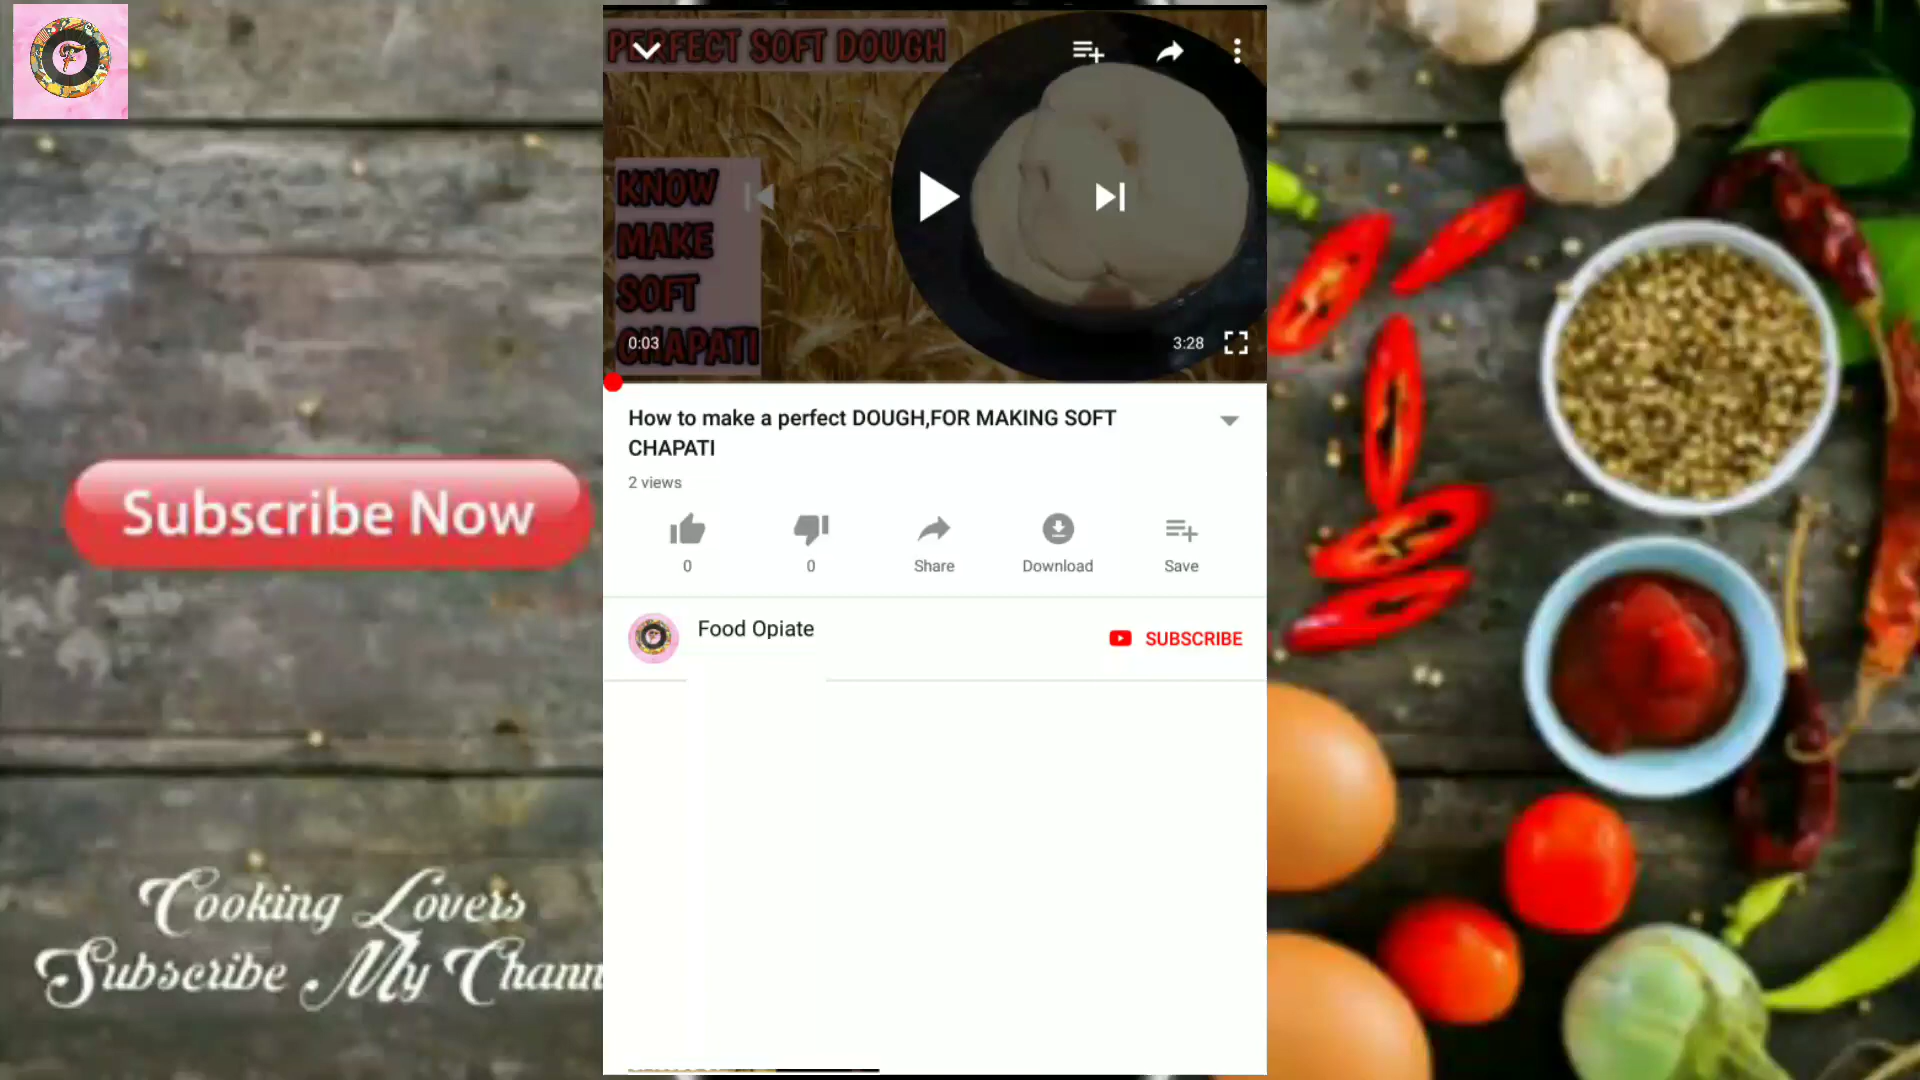 F
PERFECT SOFT DOUGH
KNOW
MAKE
SOFT
CHAPATI
0:03
3:28
How to make a perfect DOUGH,FOR MAKING SOFT
CHAPATI
2 views
0
0
Share
Download
Save
Food Opiate
SUBSCRIBE
Subscribe Now
Cooking Lovers
Subscribe My Chann